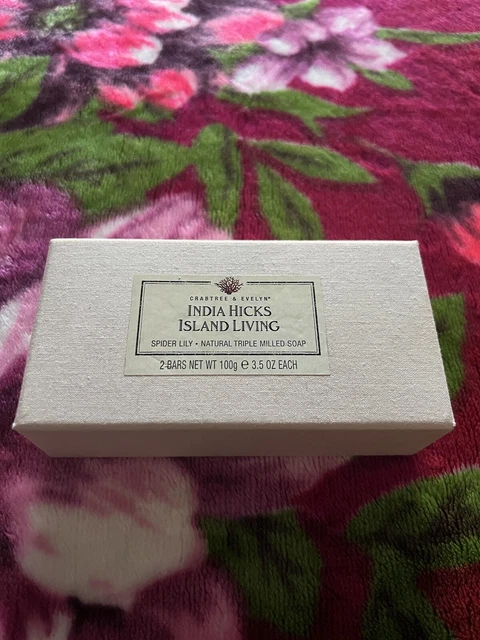 CRABTREE & EVELYN®
INDIA HICKS
ISLAND LIVING
SPIDER LILY • NATURAL TRIPLE MILLED SOAP
2-BARS NET WT 100g ℮ 3.5 OZ EACH